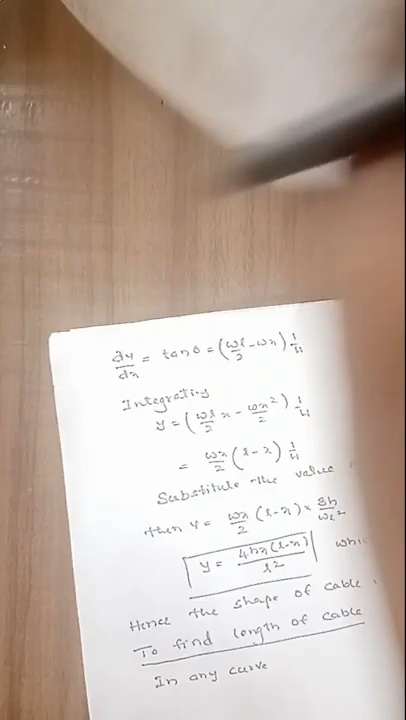 dy/dx = tanθ = (wl/2 - wx) 1/H
Integrating
y = (wl/2 x - wx²/2) 1/H
= wx/2 (l-x) 1/H
Substitute the value
then y = wx/2 (l-x) × 8h/wl²
y = 4hx(l-x)/l²
Hence the shape of cable
To find length of cable
In any curve